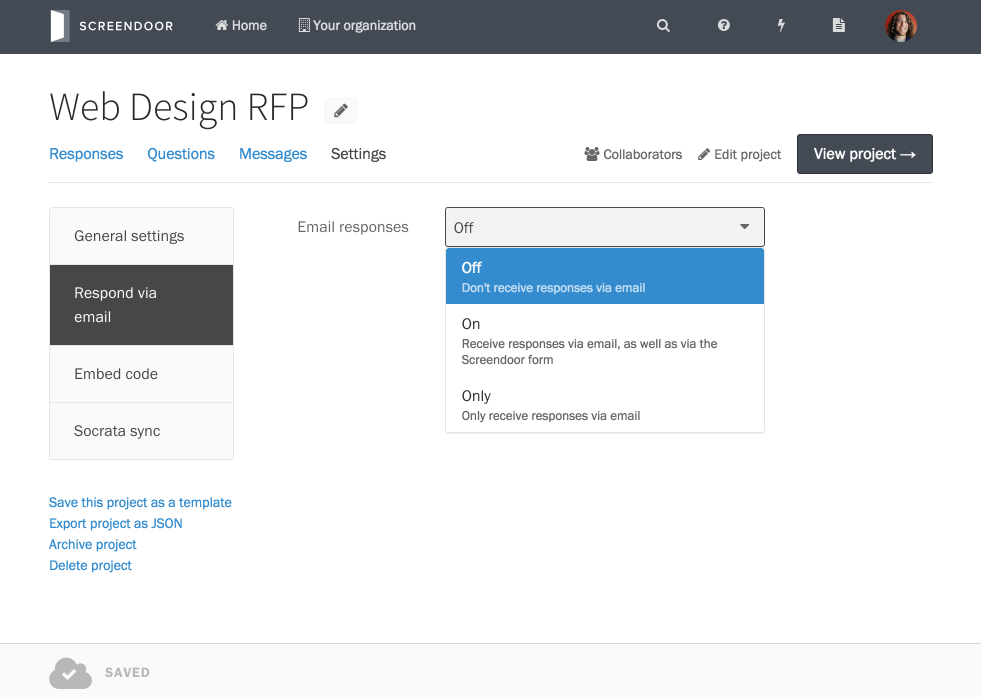 SCREENDOOR
Home
Your organization
Web Design RFP
Responses
Questions
Messages
Settings
Collaborators
Edit project
View project →
General settings
Respond via
email
Embed code
Socrata sync
Save this project as a template
Export project as JSON
Archive project
Delete project
Email responses
Off
Off
Don't receive responses via email
On
Receive responses via email, as well as via the
Screendoor form
Only
Only receive responses via email
SAVED